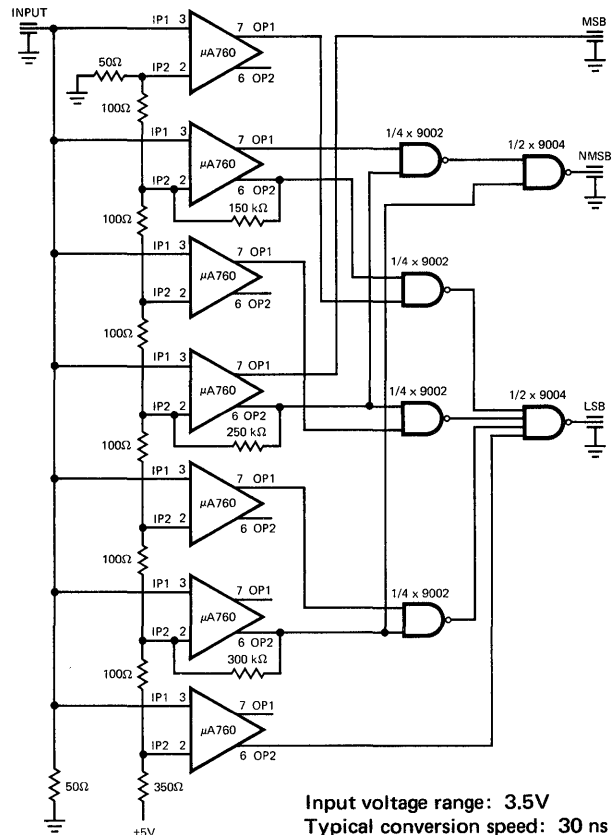 INPUT
IP1 3
7 OP1
µA760
MSB
50Ω
IP2 2
6 OP2
100Ω
IP1 3
7 OP1
1/4 x 9002
1/2 x 9004
µA760
NMSB
IP2 2
6 OP2
150 kΩ
100Ω
1/4 x 9002
IP1 3
7 OP1
µA760
IP2 2
6 OP2
100Ω
IP1 3
7 OP1
1/4 x 9002
1/2 x 9004
µA760
LSB
IP2 2
6 OP2
250 kΩ
100Ω
IP1 3
7 OP1
µA760
IP2 2
6 OP2
100Ω
1/4 x 9002
IP1 3
7 OP1
µA760
IP2 2
6 OP2
300 kΩ
100Ω
IP1 3
7 OP1
µA760
IP2 2
6 OP2
50Ω
350Ω
+5V
Input voltage range: 3.5V
Typical conversion speed: 30 ns